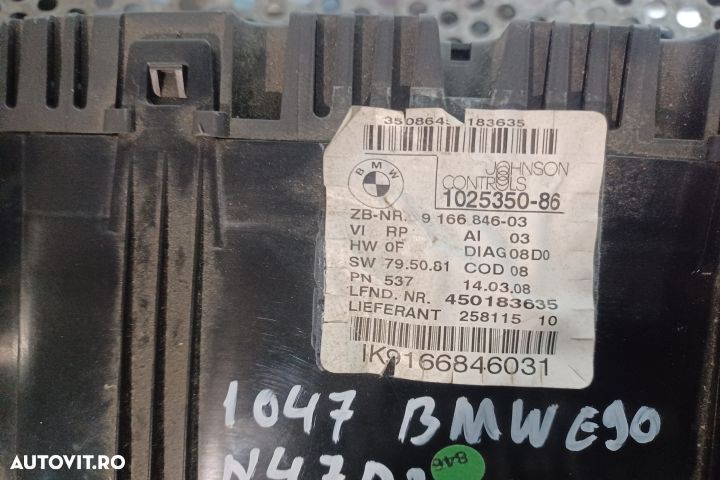 3508645 183635
BMW
JOHNSON
CONTROLS
1025350-86
ZB-NR. 9 166 846-03
VI RP AI 03
HW 0F DIAG 08D0
SW 79.50.81 COD 08
PN 537 14.03.08
LFND. NR. 450183635
LIEFERANT 258115 10
IK9166846031
1047 BMW E90
N47D
846
AUTOVIT.RO